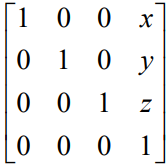 1 0 0 x
0 1 0 y
0 0 1 z
0 0 0 1